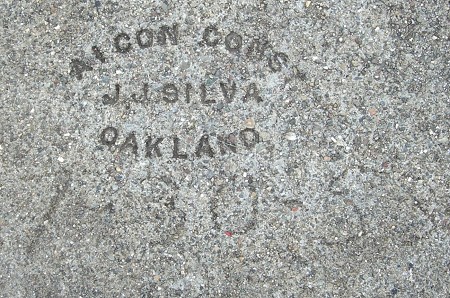 AICON CONST.
J.J. SILVA
OAKLAND.